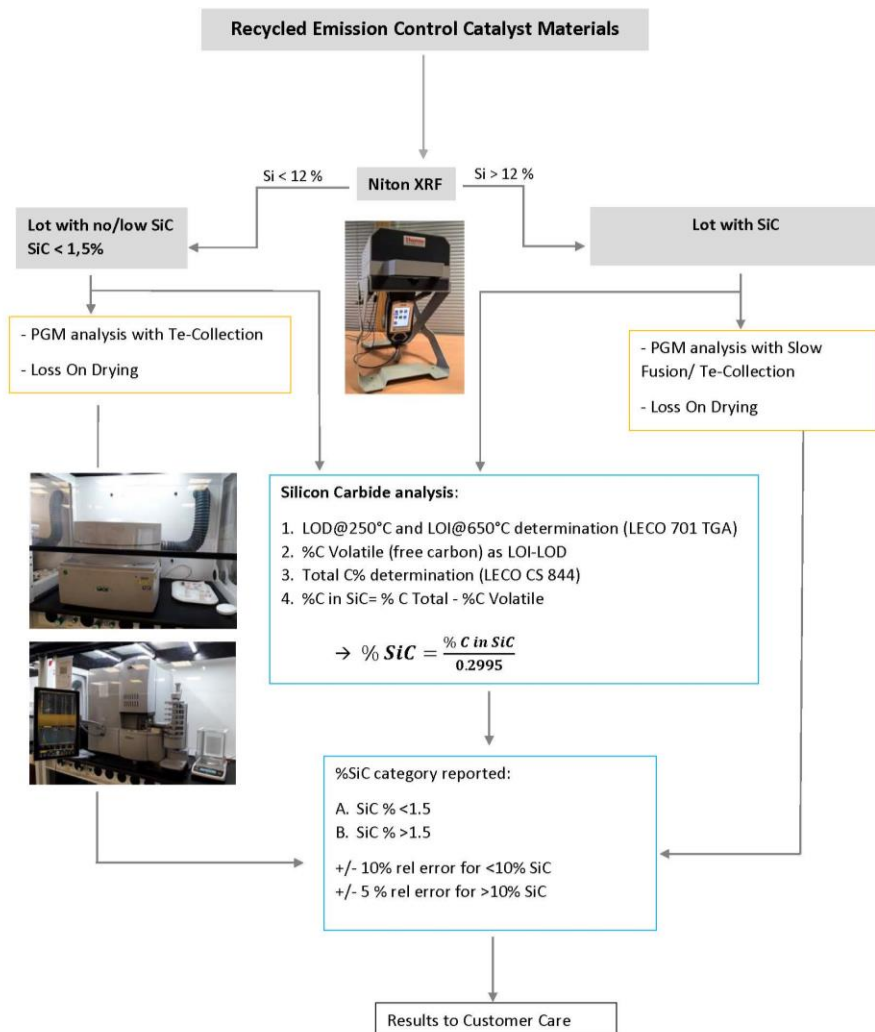 Recycled Emission Control Catalyst Materials
Si < 12 %
Niton XRF
Si > 12 %
Lot with no/low SiC
SiC < 1,5%
Lot with SiC
- PGM analysis with Te-Collection
- Loss On Drying
- PGM analysis with Slow
Fusion/ Te-Collection
- Loss On Drying
Silicon Carbide analysis:
1. LOD@250°C and LOI@650°C determination (LECO 701 TGA)
2. %C Volatile (free carbon) as LOI-LOD
3. Total C% determination (LECO CS 844)
4. %C in SiC= % C Total - %C Volatile
→ % SiC = % C in SiC / 0.2995
%SiC category reported:
A. SiC % <1.5
B. SiC % >1.5
+/- 10% rel error for <10% SiC
+/- 5 % rel error for >10% SiC
Results to Customer Care